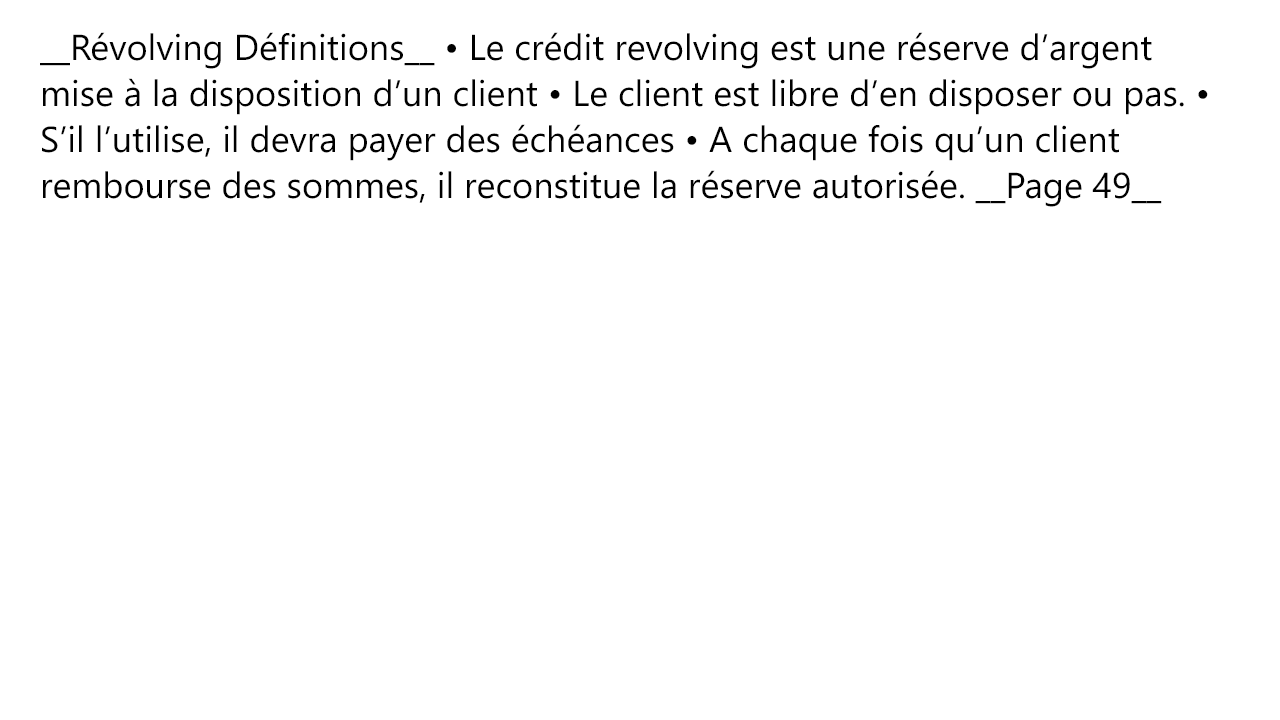 __Révolving Définitions__ • Le crédit revolving est une réserve d’argent
mise à la disposition d’un client • Le client est libre d’en disposer ou pas. •
S’il l’utilise, il devra payer des échéances • A chaque fois qu’un client
rembourse des sommes, il reconstitue la réserve autorisée. __Page 49__